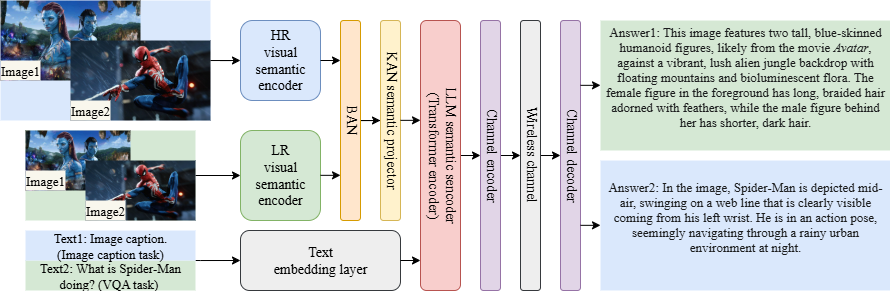 Image1
Image2
Image1
Image2
Text1: Image caption.
(Image caption task)
Text2: What is Spider-Man
doing? (VQA task)
HR
visual
semantic
encoder
LR
visual
semantic
encoder
Text
embedding layer
BAN
KAN semantic projector
LLM semantic sencoder
(Transformer encoder)
Channel encoder
Wireless channel
Channel decoder
Answer1: This image features two tall,
blue-skinned
humanoid figures,
likely from the movie Avatar,
against a vibrant, lush alien jungle backdrop with
floating mountains and bioluminescent flora. The
female figure in the foreground has long, braided hair
adorned with feathers, while the male figure behind
her has shorter, dark hair.
Answer2: In the image, Spider-Man is depicted mid-
air, swinging on a web line that is clearly visible
coming from his left wrist. He is in an action pose,
seemingly navigating through a rainy urban
environment at night.